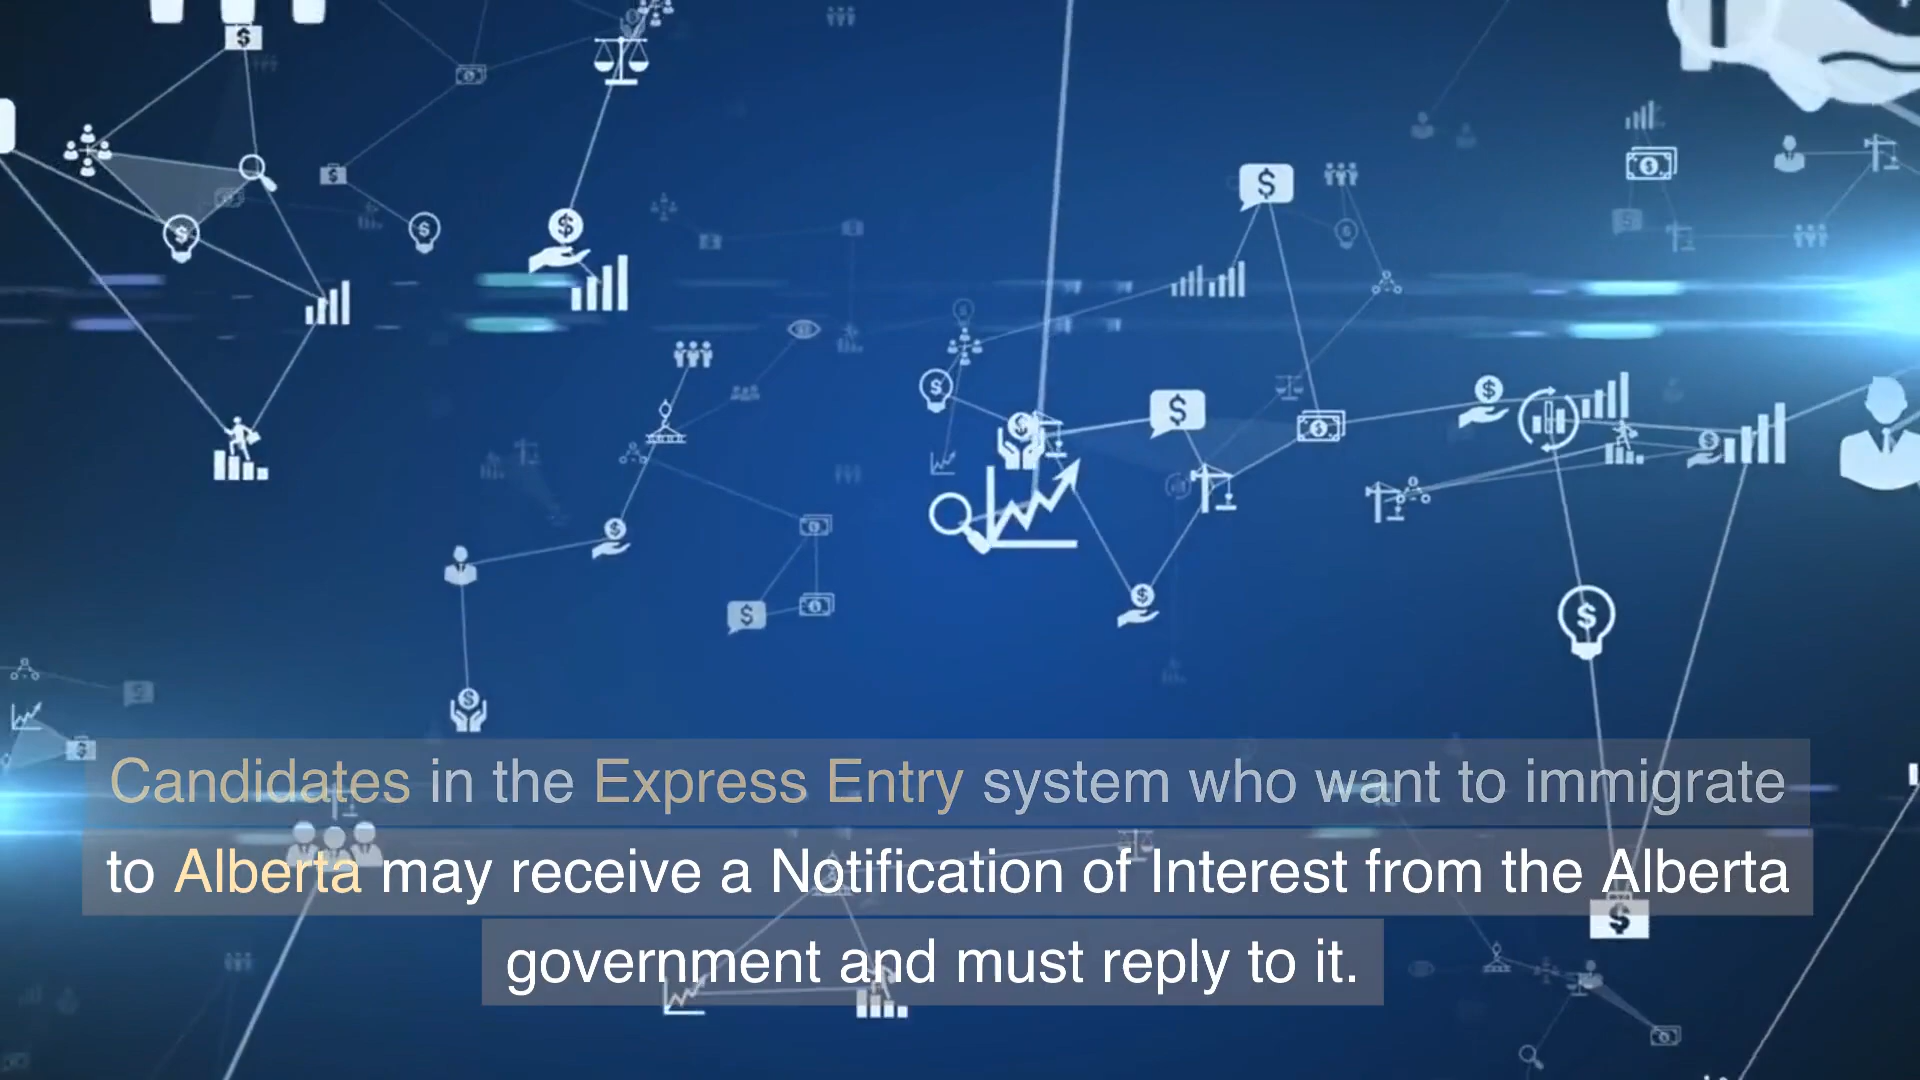 Candidates in the Express Entry system who want to immigrate
to Alberta may receive a Notification of Interest from the Alberta
government and must reply to it.